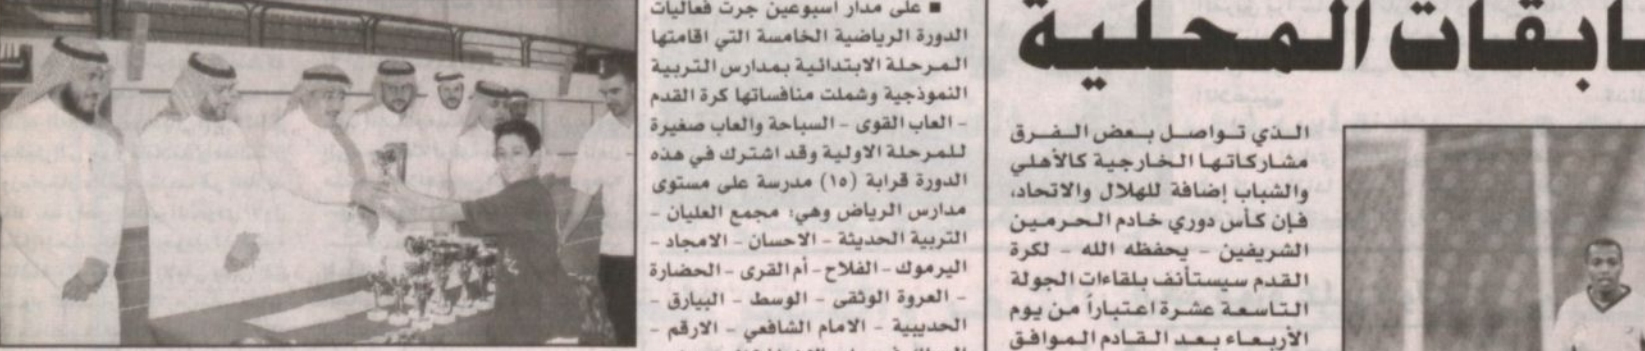 ابقات المحلية
الذي تواصل بعض الفرق
مشاركاتها الخارجية كالأهلي
والشباب إضافة للهلال والاتحاد،
فإن كأس دوري خادم الحرمين
الشريفين - يحفظه الله - لكرة
القدم سيستأنف بلقاءات الجولة
التاسعة عشرة اعتباراً من يوم
الأربعاء بعد القادم الموافق
■ على مدار اسبوعين جرت فعاليات
الدورة الرياضية الخامسة التي اقامتها
المرحلة الابتدائية بمدارس التربية
النموذجية وشملت منافساتها كرة القدم
- العاب القوى - السباحة والعاب صغيرة
للمرحلة الاولية وقد اشترك في هذه
الدورة قرابة (١٥) مدرسة على مستوى
مدارس الرياض وهي: مجمع العليان -
التربية الحديثة - الاحسان - الامجاد -
اليرموك - الفلاح - أم القرى - الحضارة
- العروة الوثقى - الوسط - البيارق -
الحديبية - الامام الشافعي - الارقم -